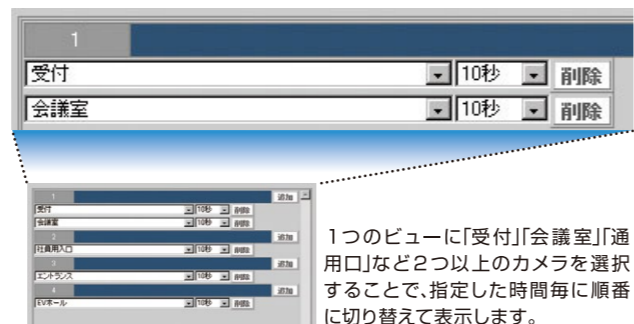 1
受付 10秒 削除
会議室 10秒 削除
1 追加
受付 10秒 削除
会議室 10秒 削除
2 追加
社員用入口 10秒 削除
3 追加
エントランス 10秒 削除
4 追加
EVホール 10秒 削除
1つのビューに「受付」「会議室」「通
用口」など2つ以上のカメラを選択
することで、指定した時間毎に順番
に切り替えて表示します。